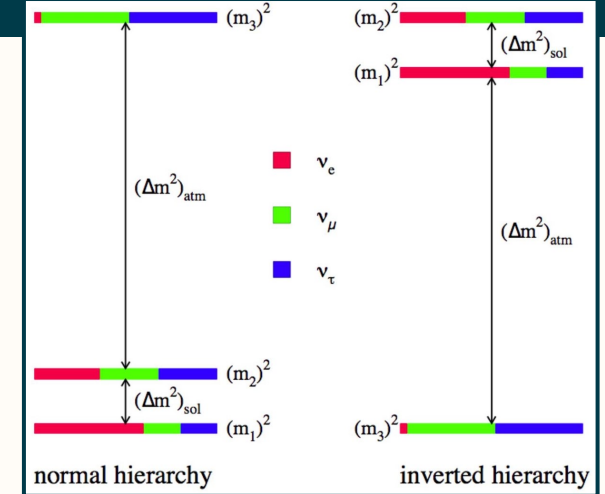 (m₃)²
(Δm²)atm
(m₂)²
(Δm²)sol
(m₁)²
normal hierarchy
νe
νμ
ντ
(m₂)²
(Δm²)sol
(m₁)²
(Δm²)atm
(m₃)²
inverted hierarchy